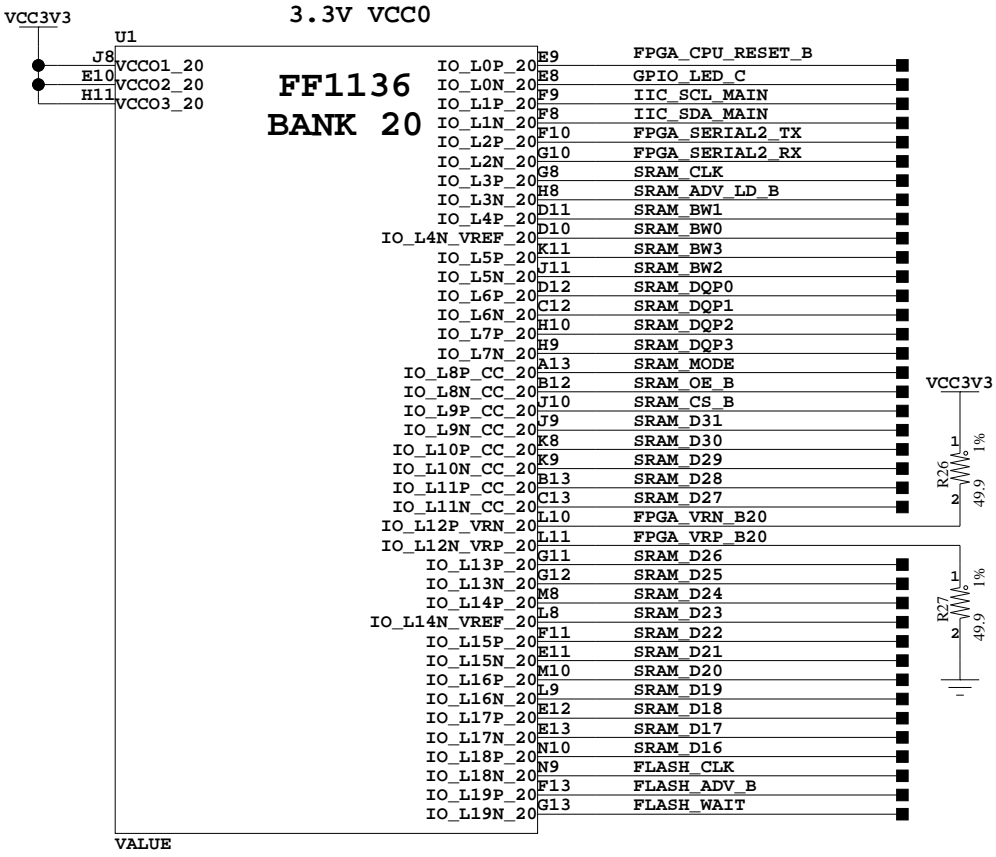 3.3V VCC0
VCC3V3
U1
FF1136
BANK 20
J8 VCCO1_20
E10 VCCO2_20
H11 VCCO3_20
IO_L0P_20 E9 FPGA_CPU_RESET_B
IO_L0N_20 E8 GPIO_LED_C
IO_L1P_20 F9 IIC_SCL_MAIN
IO_L1N_20 F8 IIC_SDA_MAIN
IO_L2P_20 F10 FPGA_SERIAL2_TX
IO_L2N_20 G10 FPGA_SERIAL2_RX
IO_L3P_20 G8 SRAM_CLK
IO_L3N_20 H8 SRAM_ADV_LD_B
IO_L4P_20 D11 SRAM_BW1
IO_L4N_VREF_20 D10 SRAM_BW0
IO_L5P_20 K11 SRAM_BW3
IO_L5N_20 J11 SRAM_BW2
IO_L6P_20 D12 SRAM_DQP0
IO_L6N_20 C12 SRAM_DQP1
IO_L7P_20 H10 SRAM_DQP2
IO_L7N_20 H9 SRAM_DQP3
IO_L8P_CC_20 A13 SRAM_MODE
IO_L8N_CC_20 B12 SRAM_OE_B
IO_L9P_CC_20 J10 SRAM_CS_B
IO_L9N_CC_20 J9 SRAM_D31
IO_L10P_CC_20 K8 SRAM_D30
IO_L10N_CC_20 K9 SRAM_D29
IO_L11P_CC_20 B13 SRAM_D28
IO_L11N_CC_20 C13 SRAM_D27
IO_L12P_VRN_20 L10 FPGA_VRN_B20
IO_L12N_VRP_20 L11 FPGA_VRP_B20
IO_L13P_20 G11 SRAM_D26
IO_L13N_20 G12 SRAM_D25
IO_L14P_20 M8 SRAM_D24
IO_L14N_VREF_20 L8 SRAM_D23
IO_L15P_20 F11 SRAM_D22
IO_L15N_20 E11 SRAM_D21
IO_L16P_20 M10 SRAM_D20
IO_L16N_20 L9 SRAM_D19
IO_L17P_20 E12 SRAM_D18
IO_L17N_20 E13 SRAM_D17
IO_L18P_20 N10 SRAM_D16
IO_L18N_20 N9 FLASH_CLK
IO_L19P_20 F13 FLASH_ADV_B
IO_L19N_20 G13 FLASH_WAIT
VCC3V3
1
R26
49.9
1%
2
1
R27
49.9
1%
2
VALUE